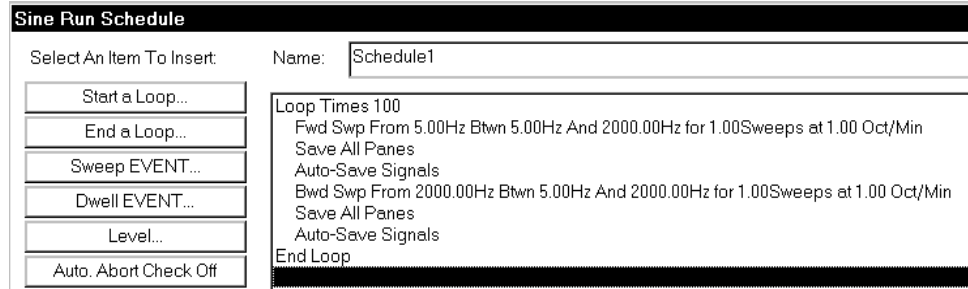 Sine Run Schedule
Select An Item To Insert:
Name: Schedule1
Start a Loop...
End a Loop...
Sweep EVENT...
Dwell EVENT...
Level...
Auto. Abort Check Off
Loop Times 100
Fwd Swp From 5.00Hz Btwn 5.00Hz And 2000.00Hz for 1.00Sweeps at 1.00 Oct/Min
Save All Panes
Auto-Save Signals
Bwd Swp From 2000.00Hz Btwn 5.00Hz And 2000.00Hz for 1.00Sweeps at 1.00 Oct/Min
Save All Panes
Auto-Save Signals
End Loop